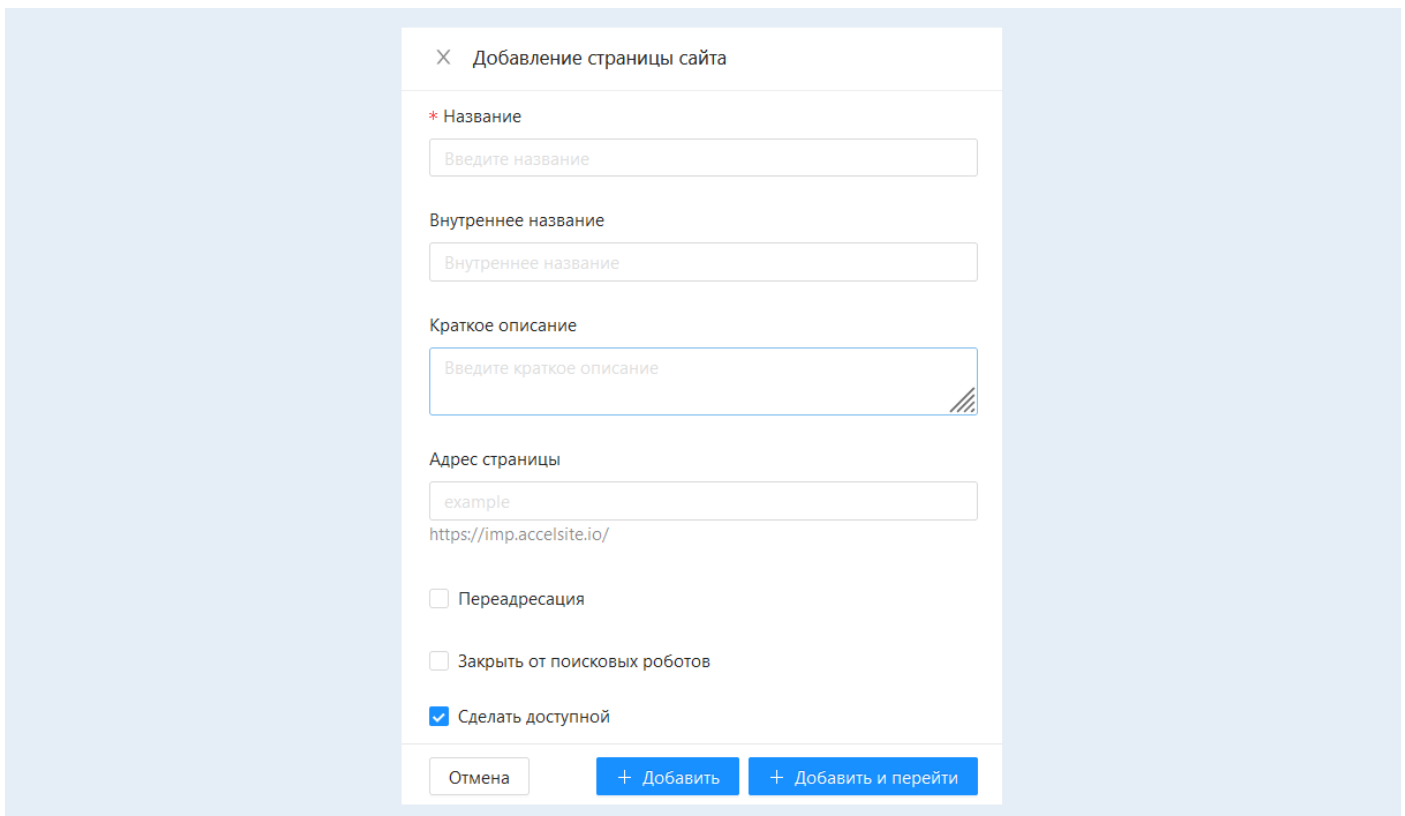 Добавление страницы сайта
* Название
Введите название
Внутреннее название
Внутреннее название
Краткое описание
Введите краткое описание
Адрес страницы
example
https://imp.accelsite.io/
Переадресация
Закрыть от поисковых роботов
Сделать доступной
Отмена + Добавить + Добавить и перейти